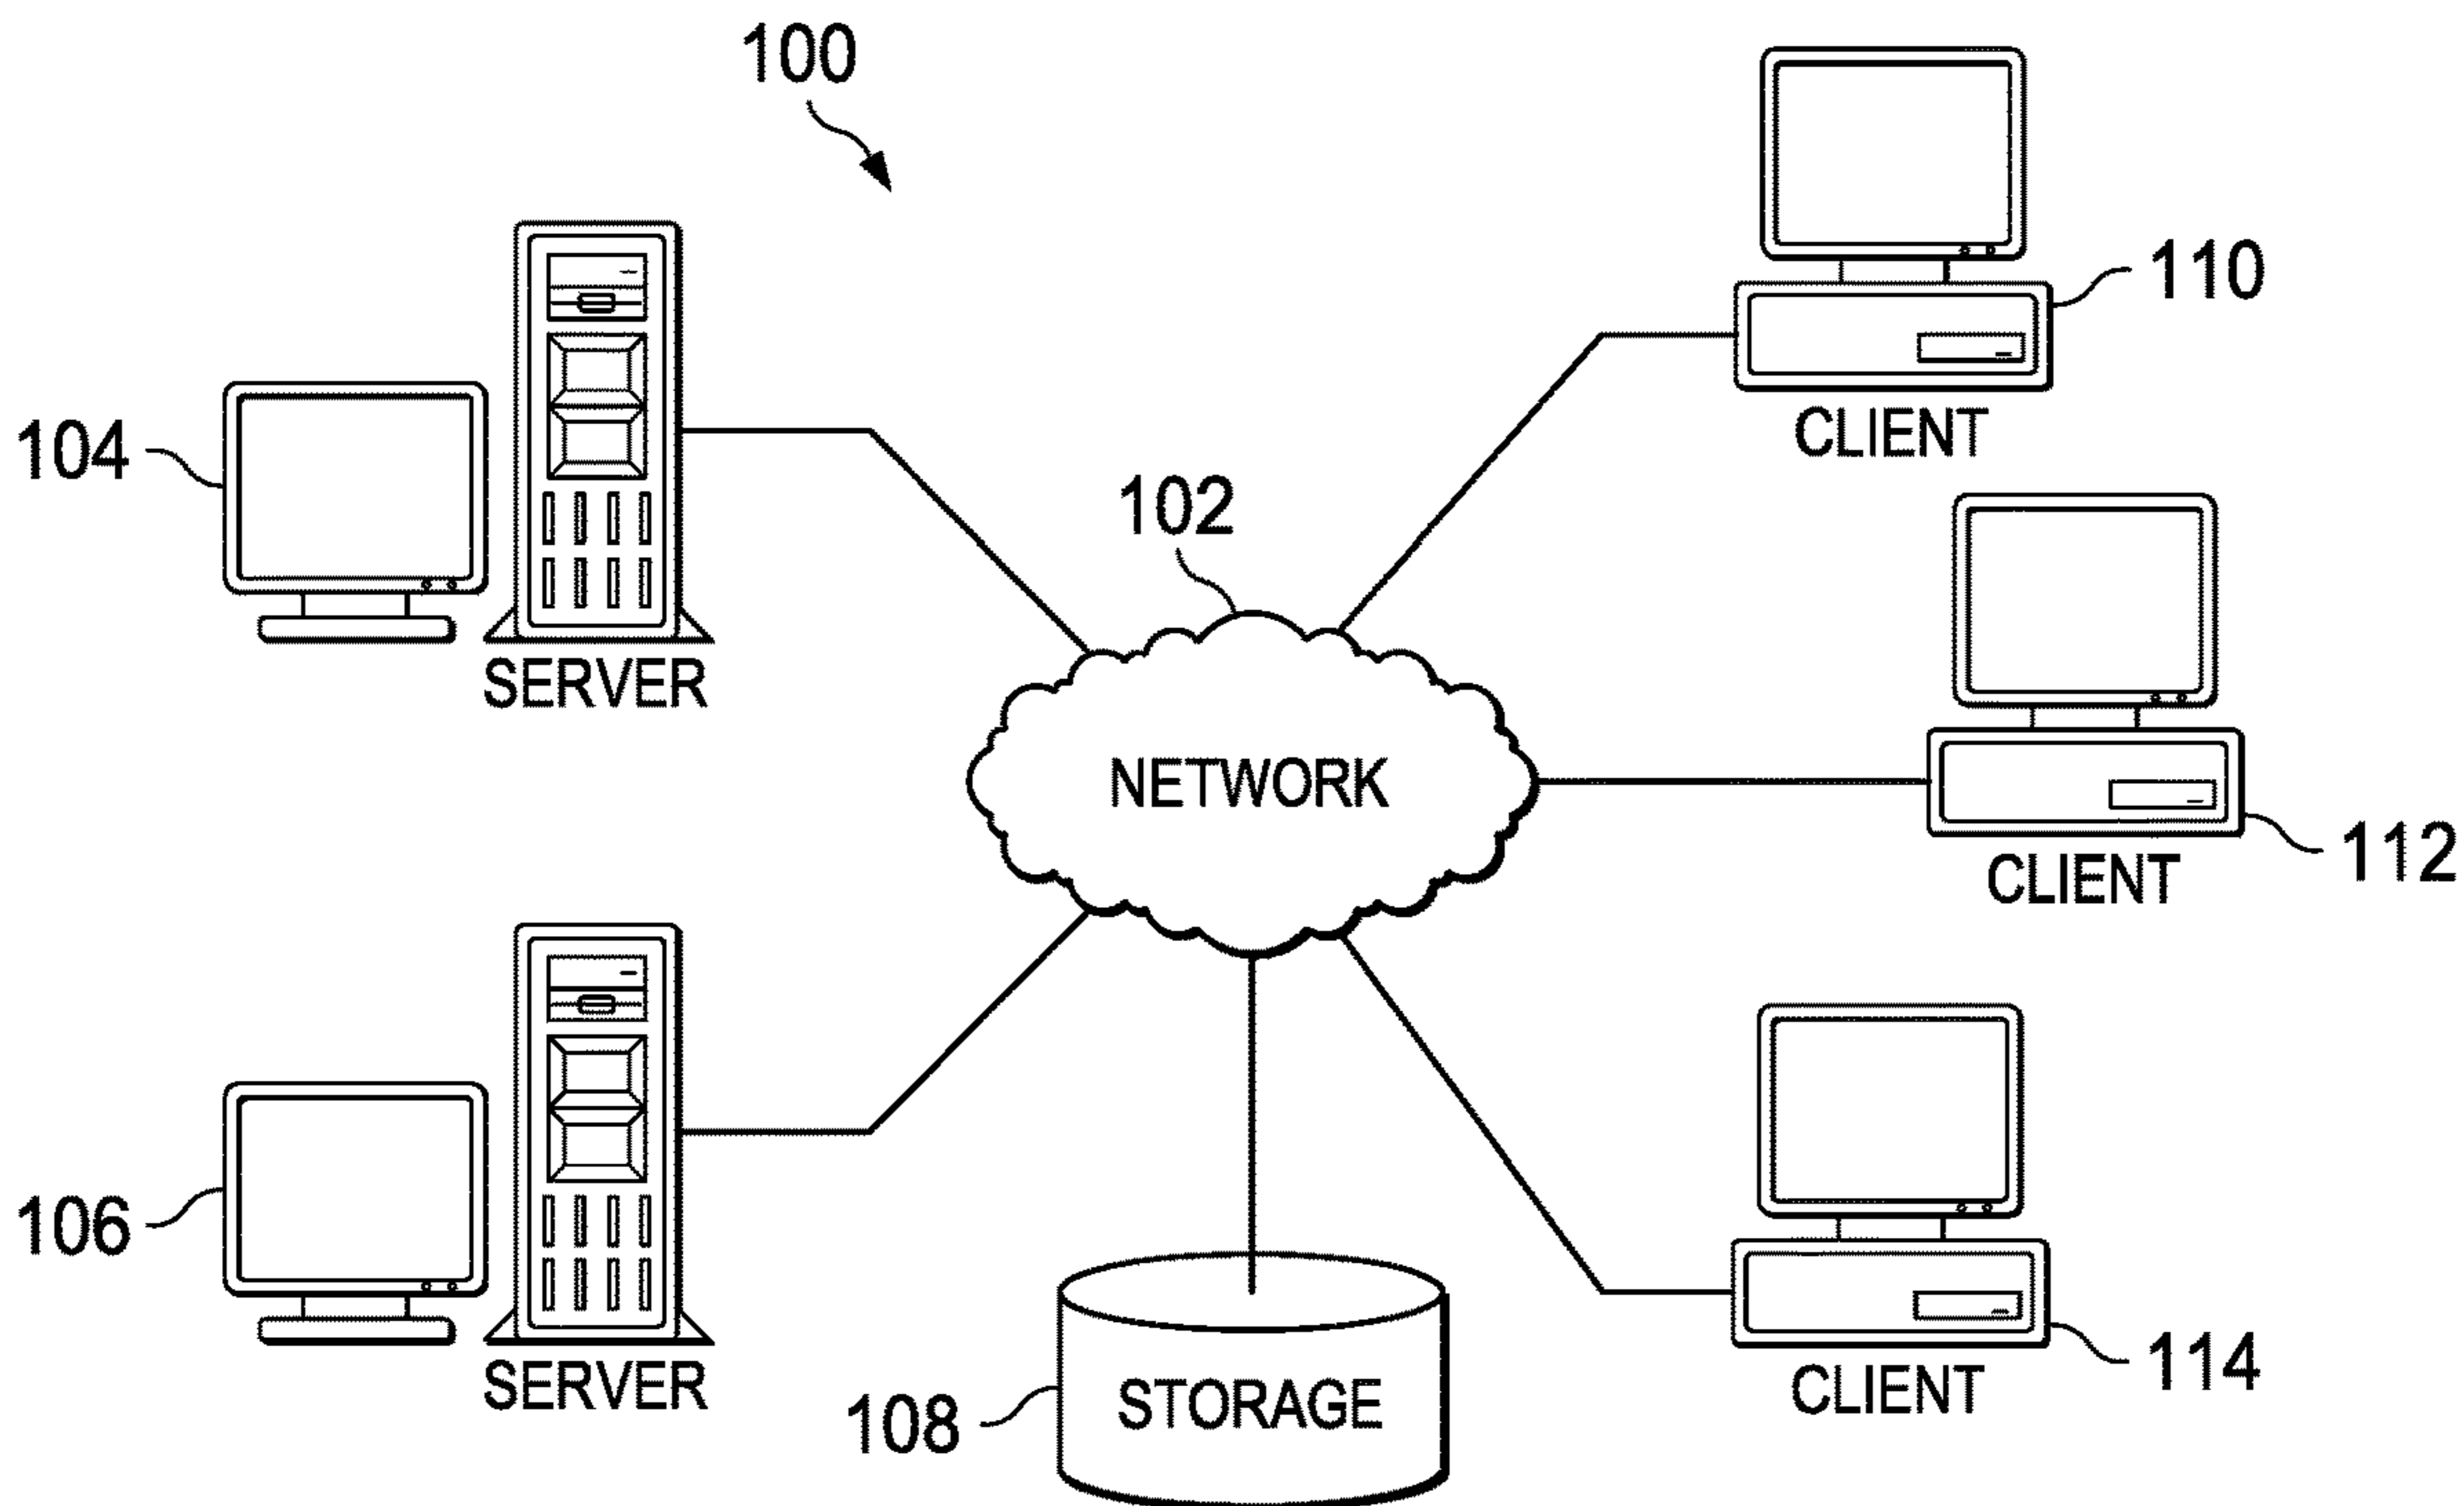 100
110
CLIENT
104
SERVER
102
NETWORK
112
CLIENT
106
SERVER
108
STORAGE
114
CLIENT